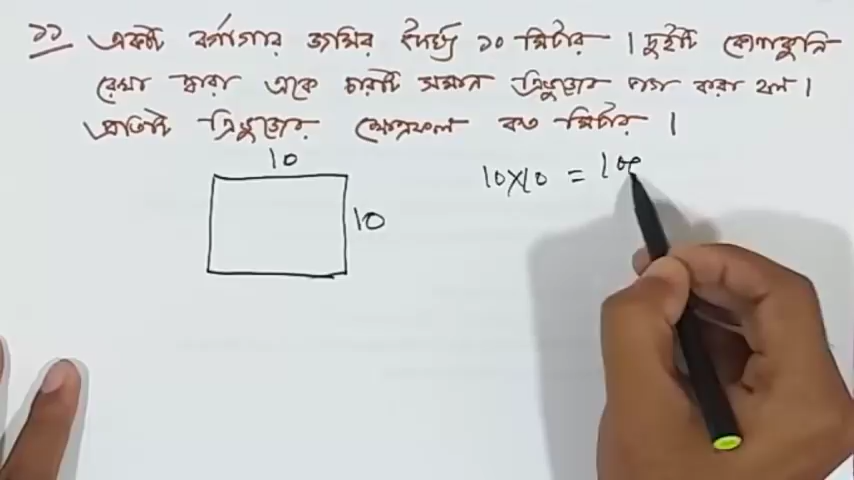 ১১ একটি বর্গাগার জমির দৈর্ঘ্য ১০ মিটার । দুইটি কোনাকুনি
রেখা দ্বারা একে চারটি সমান ত্রিভুজে ভাগ করা হল ।
প্রতিটি ত্রিভুজের ক্ষেত্রফল কত মিটার ।
10
10×10 = 100
10